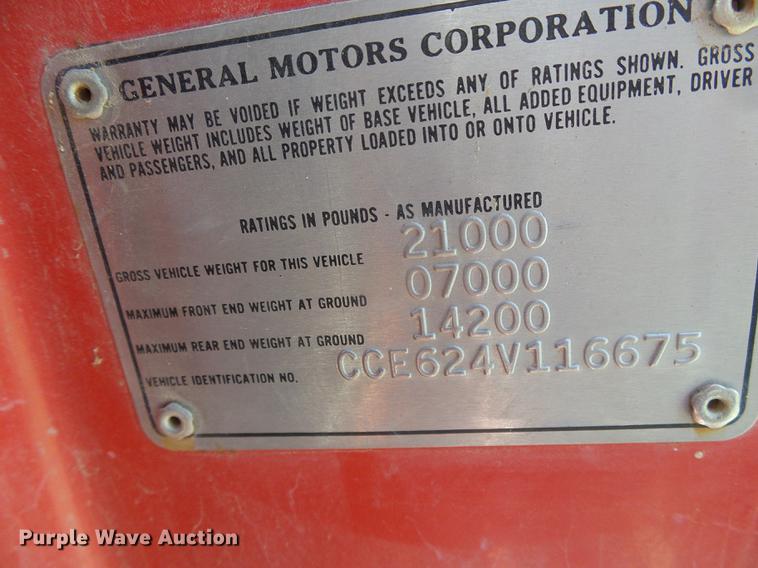 GENERAL MOTORS CORPORATION
WARRANTY MAY BE VOIDED IF WEIGHT EXCEEDS ANY OF RATINGS SHOWN. GROSS
VEHICLE WEIGHT INCLUDES WEIGHT OF BASE VEHICLE, ALL ADDED EQUIPMENT, DRIVER
AND PASSENGERS, AND ALL PROPERTY LOADED INTO OR ONTO VEHICLE.
RATINGS IN POUNDS - AS MANUFACTURED
GROSS VEHICLE WEIGHT FOR THIS VEHICLE 21000
MAXIMUM FRONT END WEIGHT AT GROUND 07000
MAXIMUM REAR END WEIGHT AT GROUND 14200
VEHICLE IDENTIFICATION NO. CCE624V116675
Purple Wave Auction